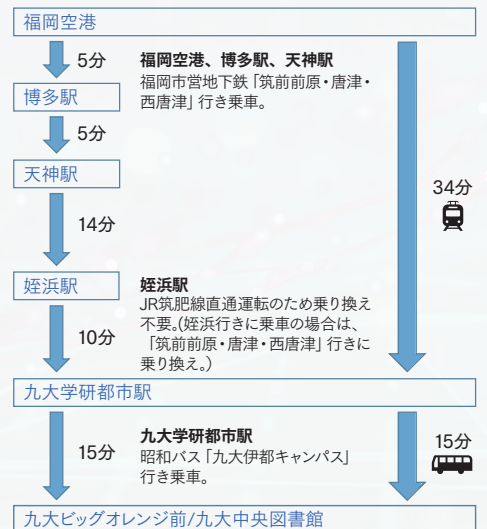 福岡空港
5分
福岡空港、博多駅、天神駅
福岡市営地下鉄「筑前前原・唐津・
西唐津」行き乗車。
博多駅
5分
天神駅
34分
14分
姪浜駅
姪浜駅
JR筑肥線直通運転のため乗り換え
不要。(姪浜行きに乗車の場合は、
「筑前前原・唐津・西唐津」行きに
乗り換え。)
10分
九大学研都市駅
15分
九大学研都市駅
昭和バス「九大伊都キャンパス」
行き乗車。
15分
九大ビッグオレンジ前/九大中央図書館